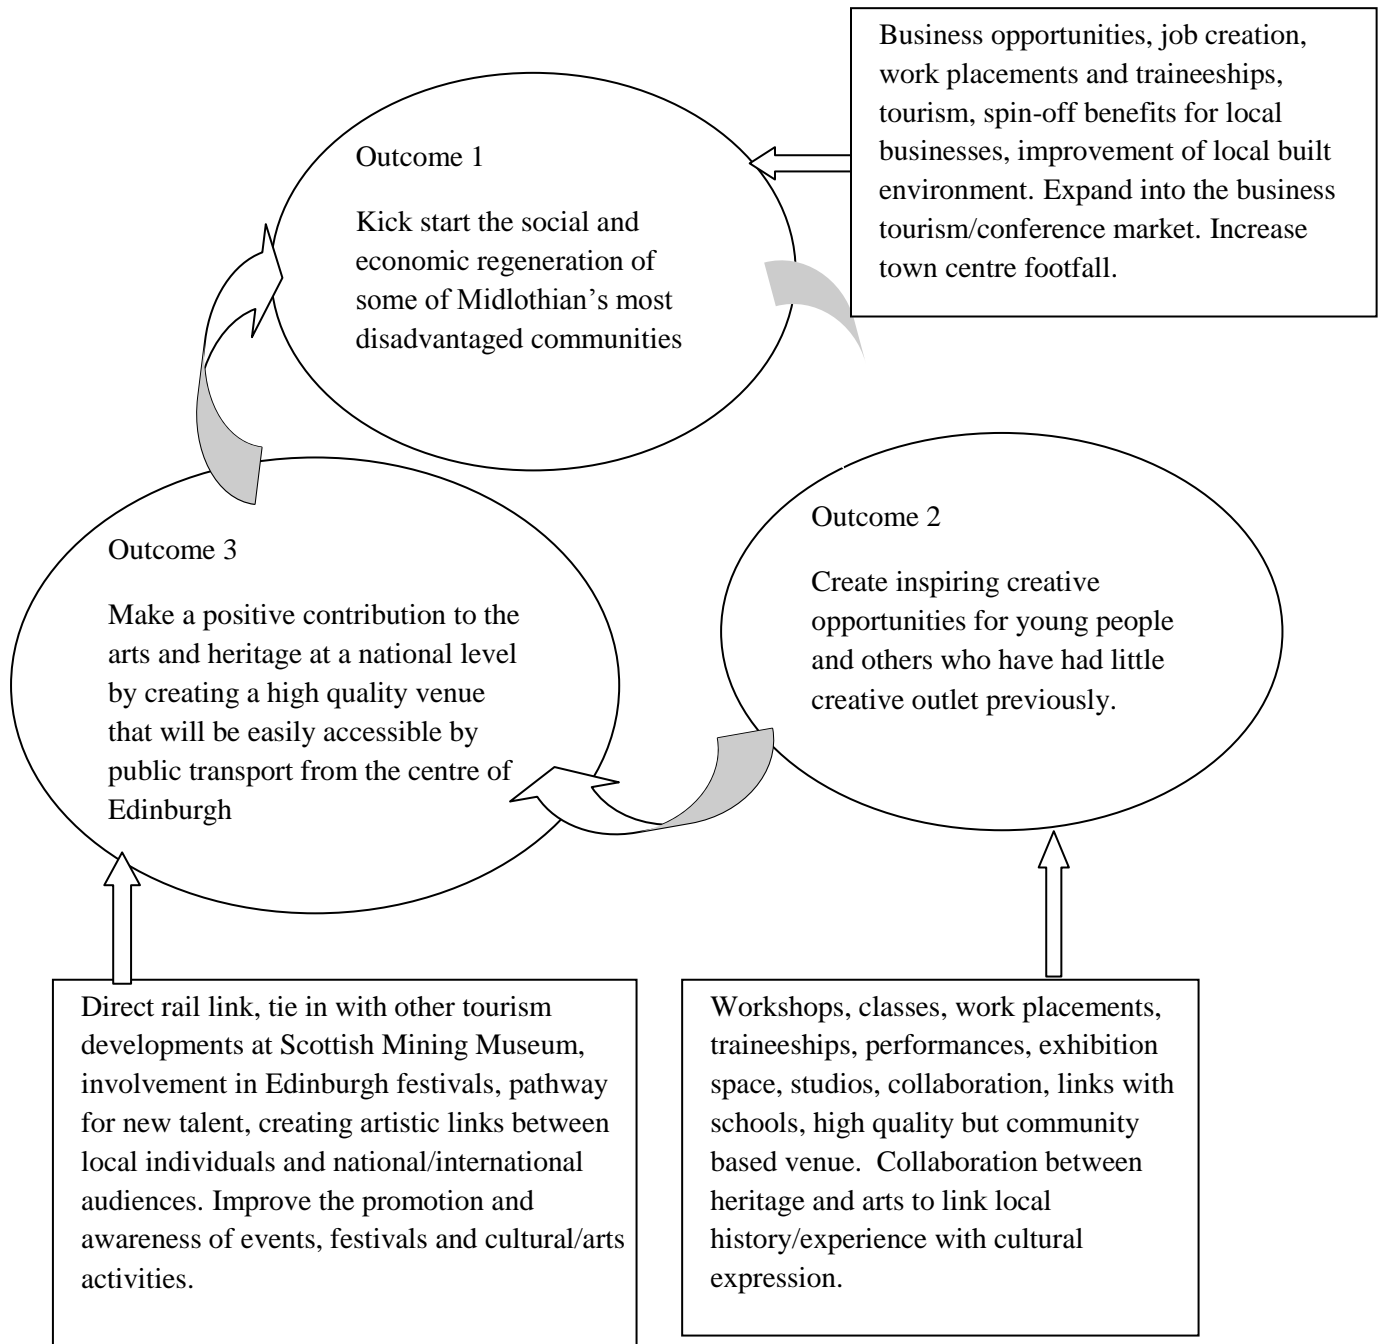 Business opportunities, job creation,
work placements and traineeships,
tourism, spin-off benefits for local
businesses, improvement of local built
environment. Expand into the business
tourism/conference market. Increase
town centre footfall.
Outcome 1
Kick start the social and
economic regeneration of
some of Midlothian’s most
disadvantaged communities
Outcome 2
Create inspiring creative
opportunities for young people
and others who have had little
creative outlet previously.
Outcome 3
Make a positive contribution to the
arts and heritage at a national level
by creating a high quality venue
that will be easily accessible by
public transport from the centre of
Edinburgh
Direct rail link, tie in with other tourism
developments at Scottish Mining Museum,
involvement in Edinburgh festivals, pathway
for new talent, creating artistic links between
local individuals and national/international
audiences. Improve the promotion and
awareness of events, festivals and cultural/arts
activities.
Workshops, classes, work placements,
traineeships, performances, exhibition
space, studios, collaboration, links with
schools, high quality but community
based venue.  Collaboration between
heritage and arts to link local
history/experience with cultural
expression.